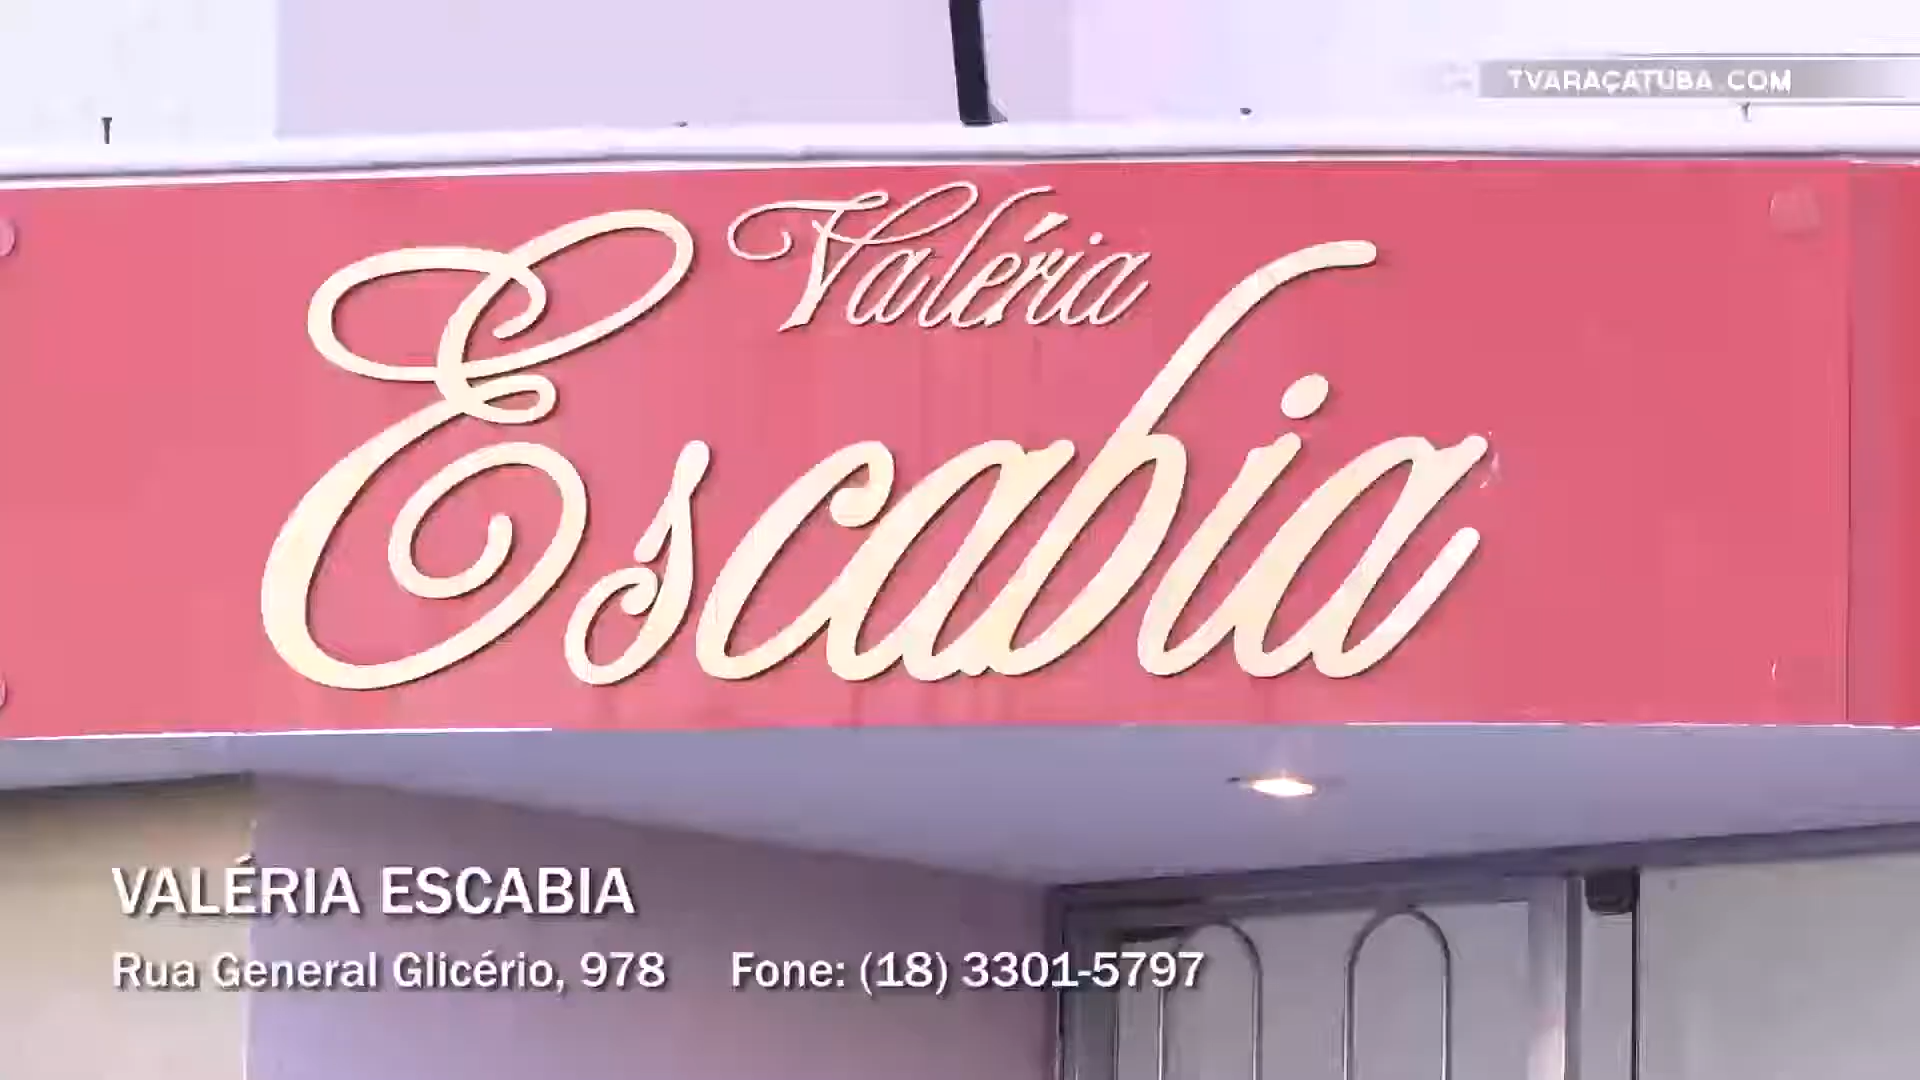 TVARAÇATUBA.COM
Valéria
Escabia
VALÉRIA ESCABIA
Rua General Glicério, 978 Fone: (18) 3301-5797